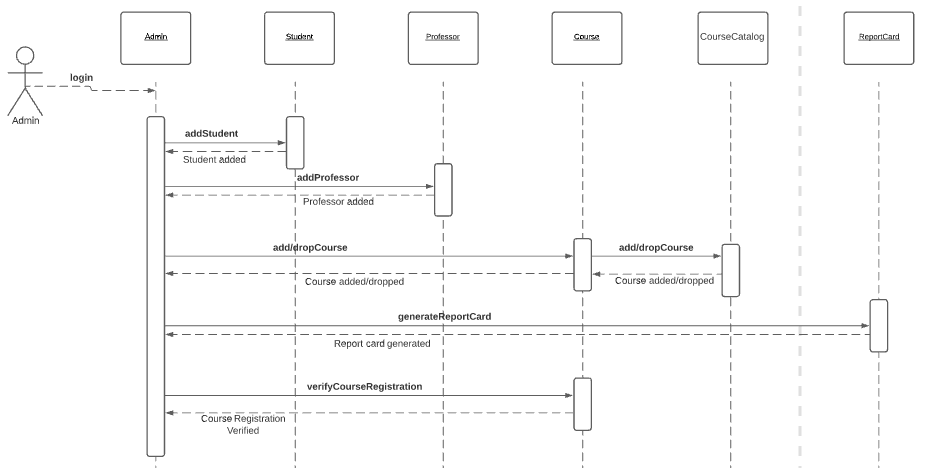 Admin
Student
Professor
Course
CourseCatalog
ReportCard
login
Admin
addStudent
Student added
addProfessor
Professor added
add/dropCourse
add/dropCourse
Course added/dropped
Course added/dropped
generateReportCard
Report card generated
verifyCourseRegistration
Course Registration
Verified